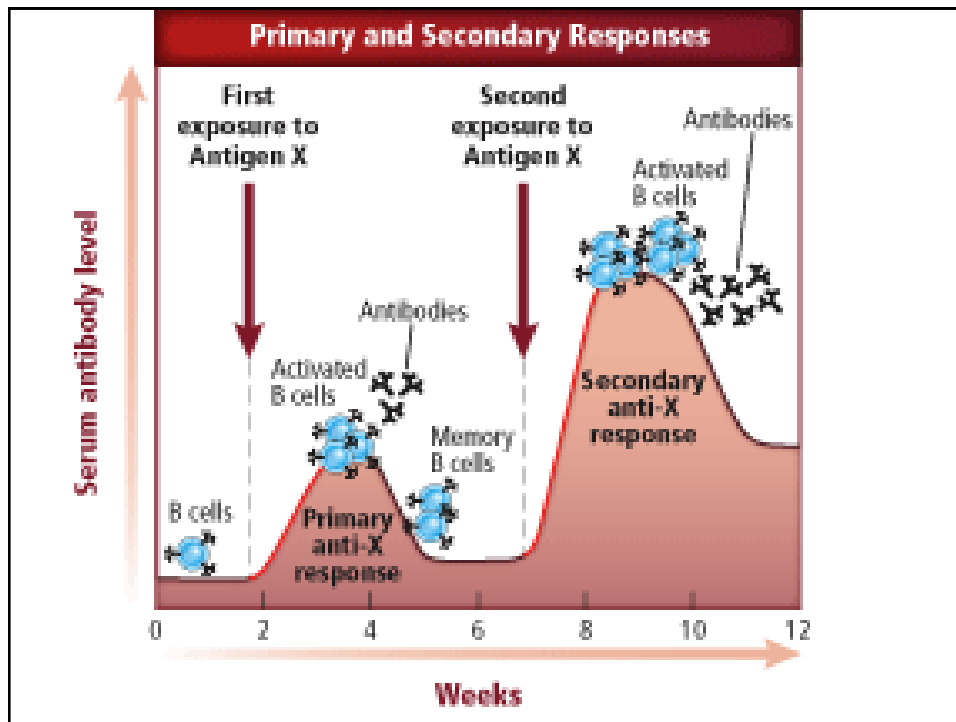 Primary and Secondary Responses
First
exposure to
Antigen X
Second
exposure to
Antigen X
Antibodies
Activated
B cells
Antibodies
Activated
B cells
Memory
B cells
B cells
Primary
anti-X
response
Secondary
anti-X
response
Serum antibody level
0 2 4 6 8 10 12
Weeks